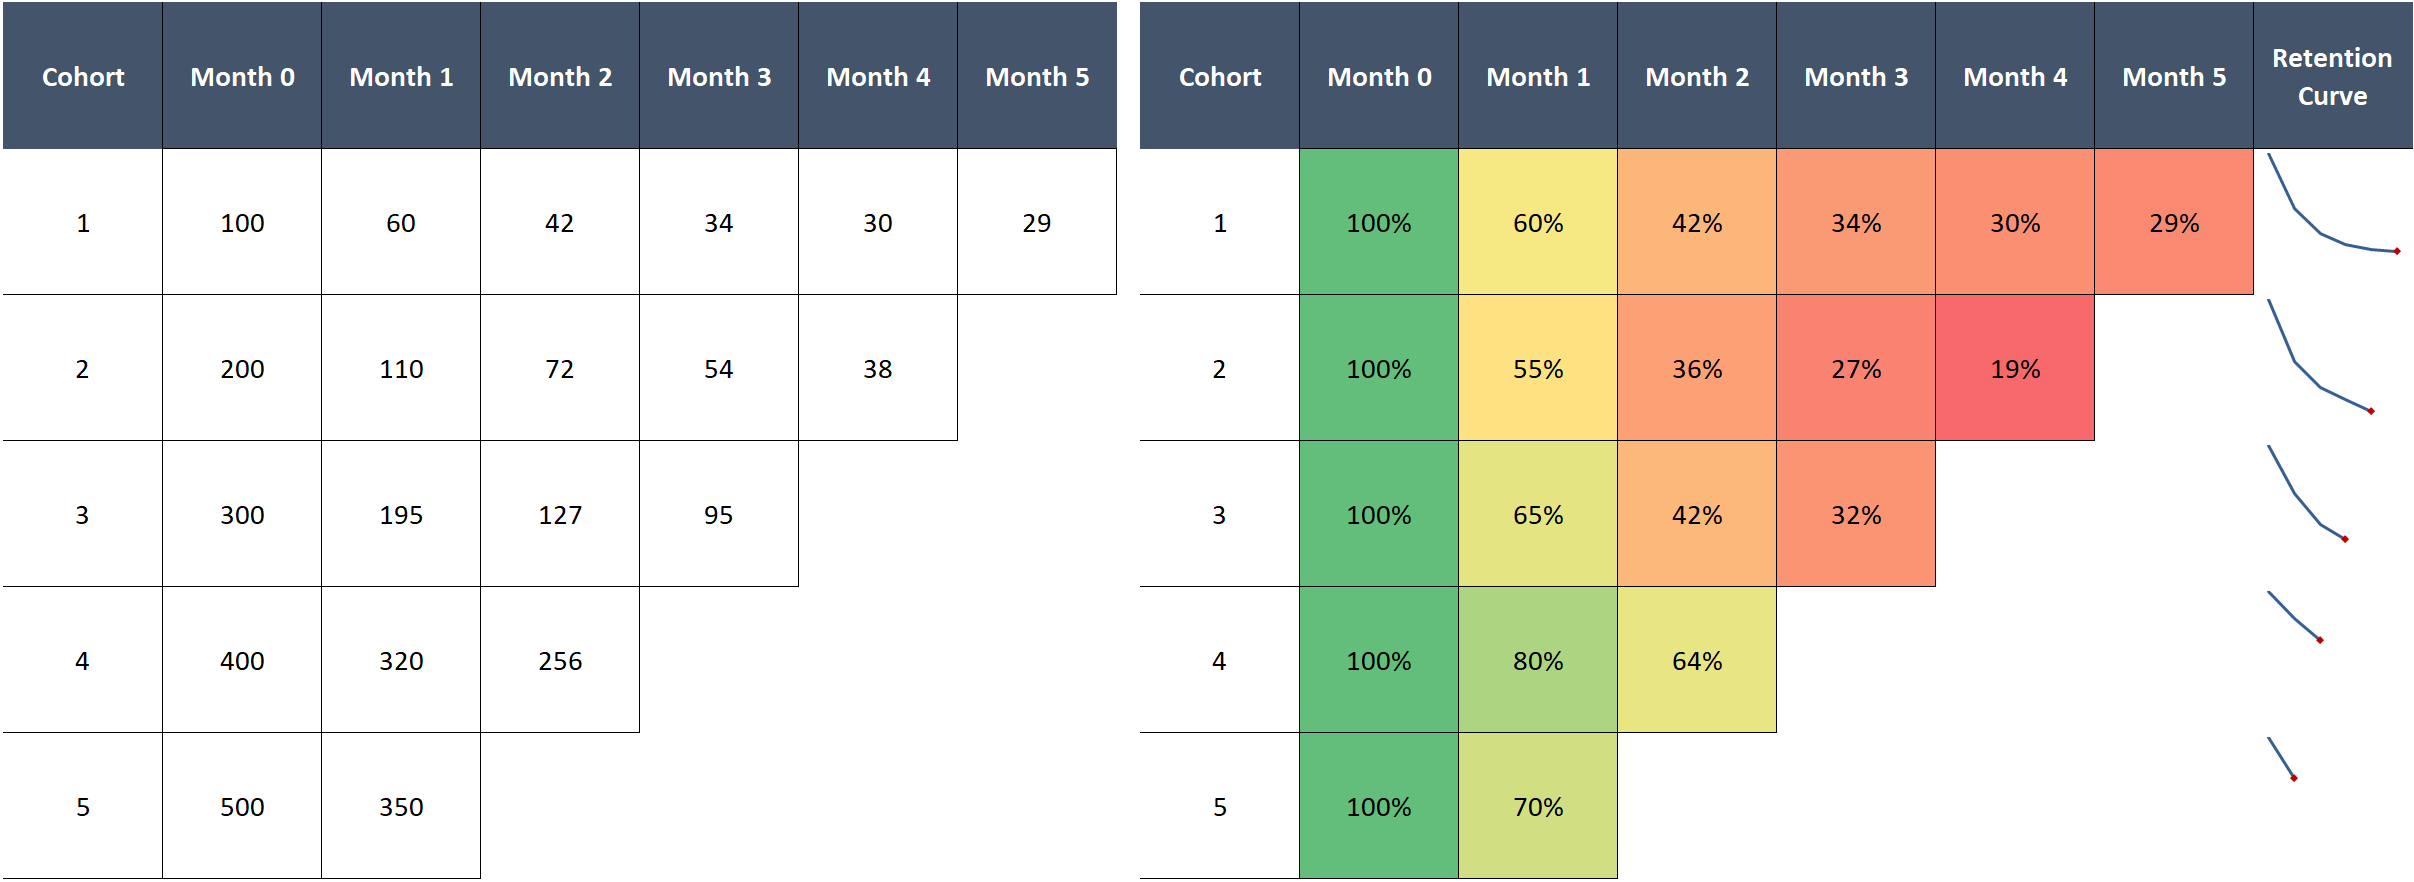 Cohort Month 0 Month 1 Month 2 Month 3 Month 4 Month 5
1 100 60 42 34 30 29
2 200 110 72 54 38
3 300 195 127 95
4 400 320 256
5 500 350
Cohort Month 0 Month 1 Month 2 Month 3 Month 4 Month 5 Retention
Curve
1 100% 60% 42% 34% 30% 29%
2 100% 55% 36% 27% 19%
3 100% 65% 42% 32%
4 100% 80% 64%
5 100% 70%